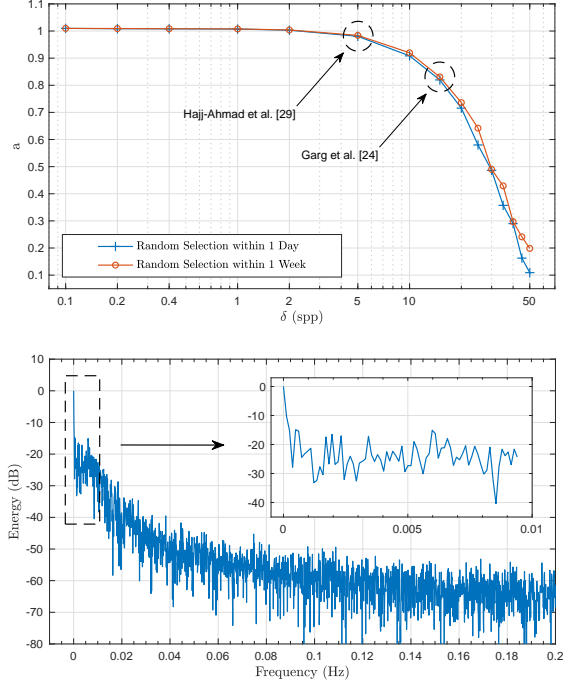 1.1
1
0.9
0.8
0.7
0.6
0.5
0.4
0.3
0.2
0.1
a
Hajj-Ahmad et al. [29]
Garg et al. [24]
Random Selection within 1 Day
Random Selection within 1 Week
0.1 0.2 0.4 1 2 5 10 20 50
δ (spp)
10
0
-10
-20
-30
-40
-50
-60
-70
-80
Energy (dB)
0
-10
-20
-30
-40
0 0.005 0.01
0 0.02 0.04 0.06 0.08 0.1 0.12 0.14 0.16 0.18 0.2
Frequency (Hz)